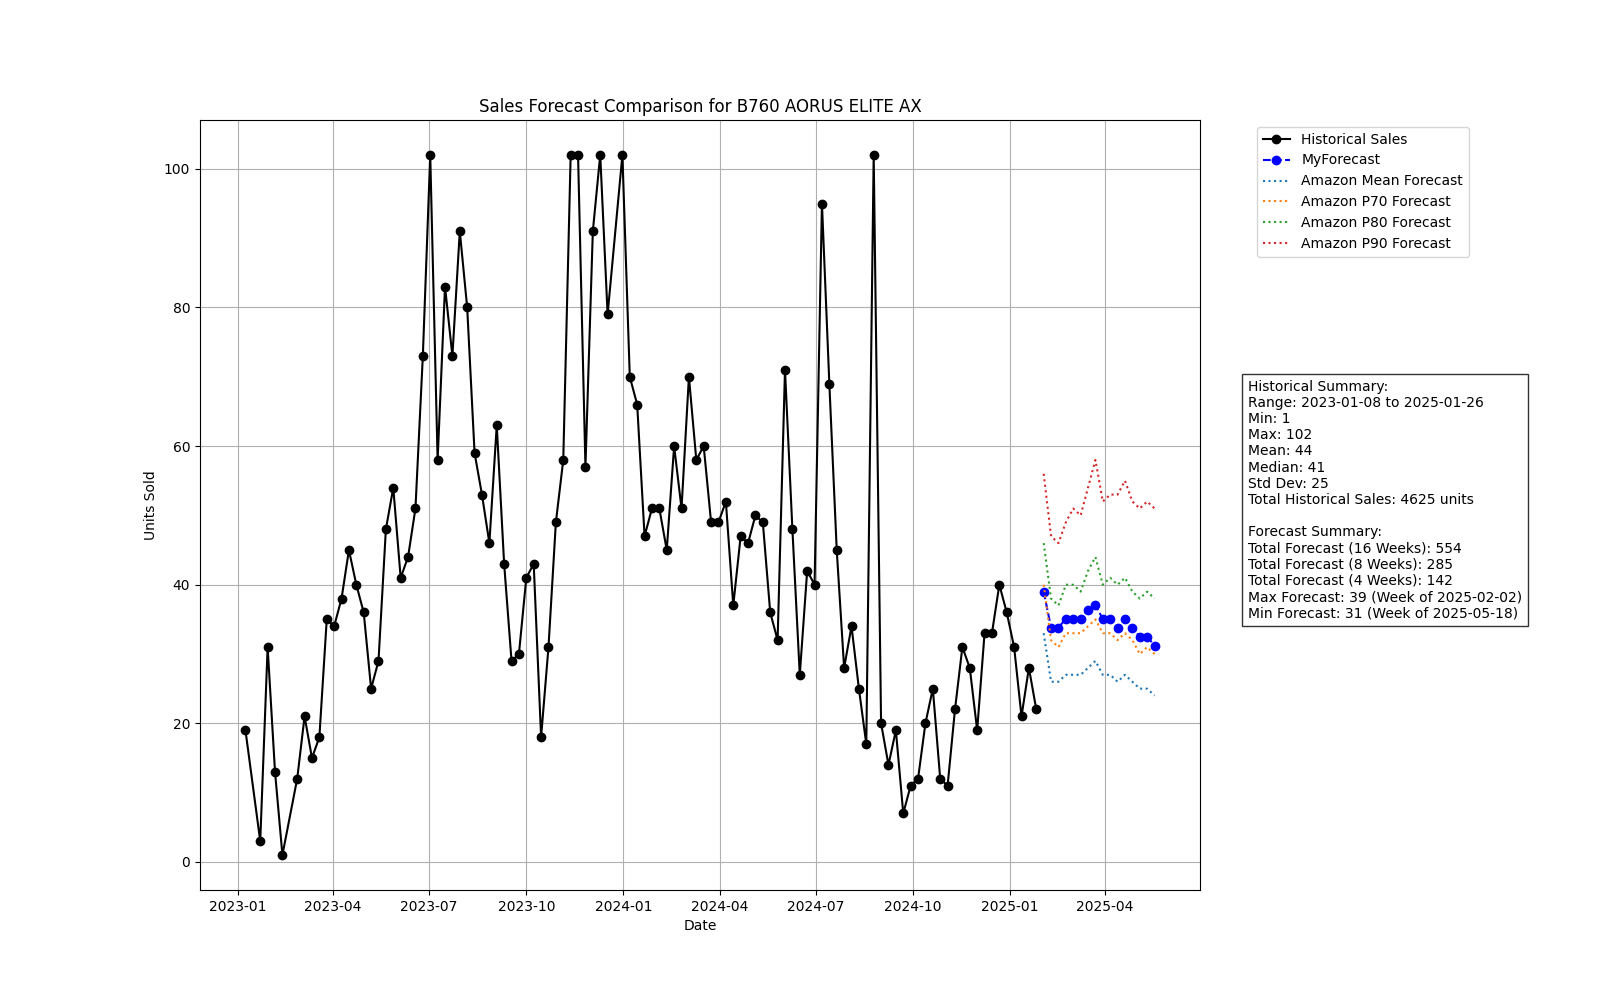 Sales Forecast Comparison for B760 AORUS ELITE AX
Units Sold
100
80
60
40
20
0
2023-01
2023-04
2023-07
2023-10
2024-01
2024-04
2024-07
2024-10
2025-01
2025-04
Date
Historical Sales
MyForecast
Amazon Mean Forecast
Amazon P70 Forecast
Amazon P80 Forecast
Amazon P90 Forecast
Historical Summary:
Range: 2023-01-08 to 2025-01-26
Min: 1
Max: 102
Mean: 44
Median: 41
Std Dev: 25
Total Historical Sales: 4625 units
Forecast Summary:
Total Forecast (16 Weeks): 554
Total Forecast (8 Weeks): 285
Total Forecast (4 Weeks): 142
Max Forecast: 39 (Week of 2025-02-02)
Min Forecast: 31 (Week of 2025-05-18)